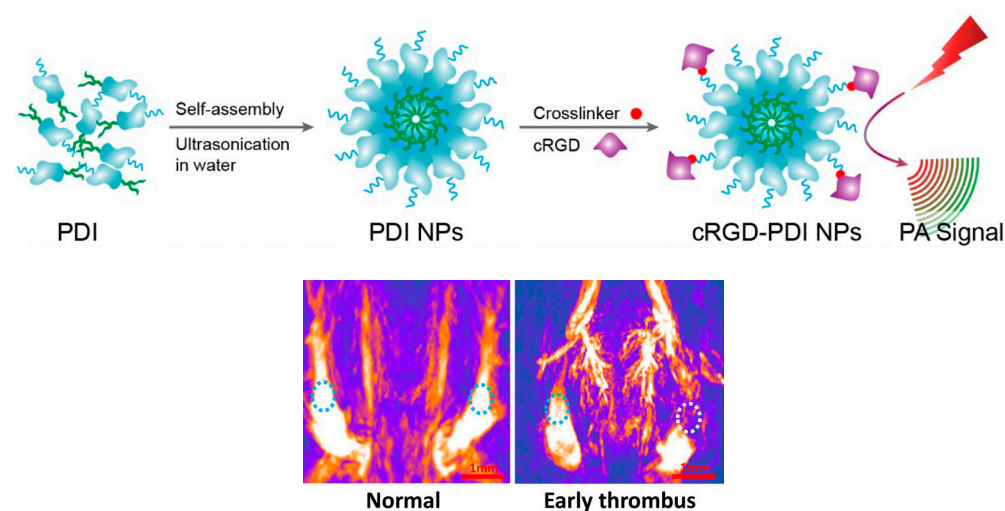 Self-assembly
Ultrasonication
in water
Crosslinker
cRGD
PDI
PDI NPs
cRGD-PDI NPs
PA Signal
1mm
1mm
Normal
Early thrombus